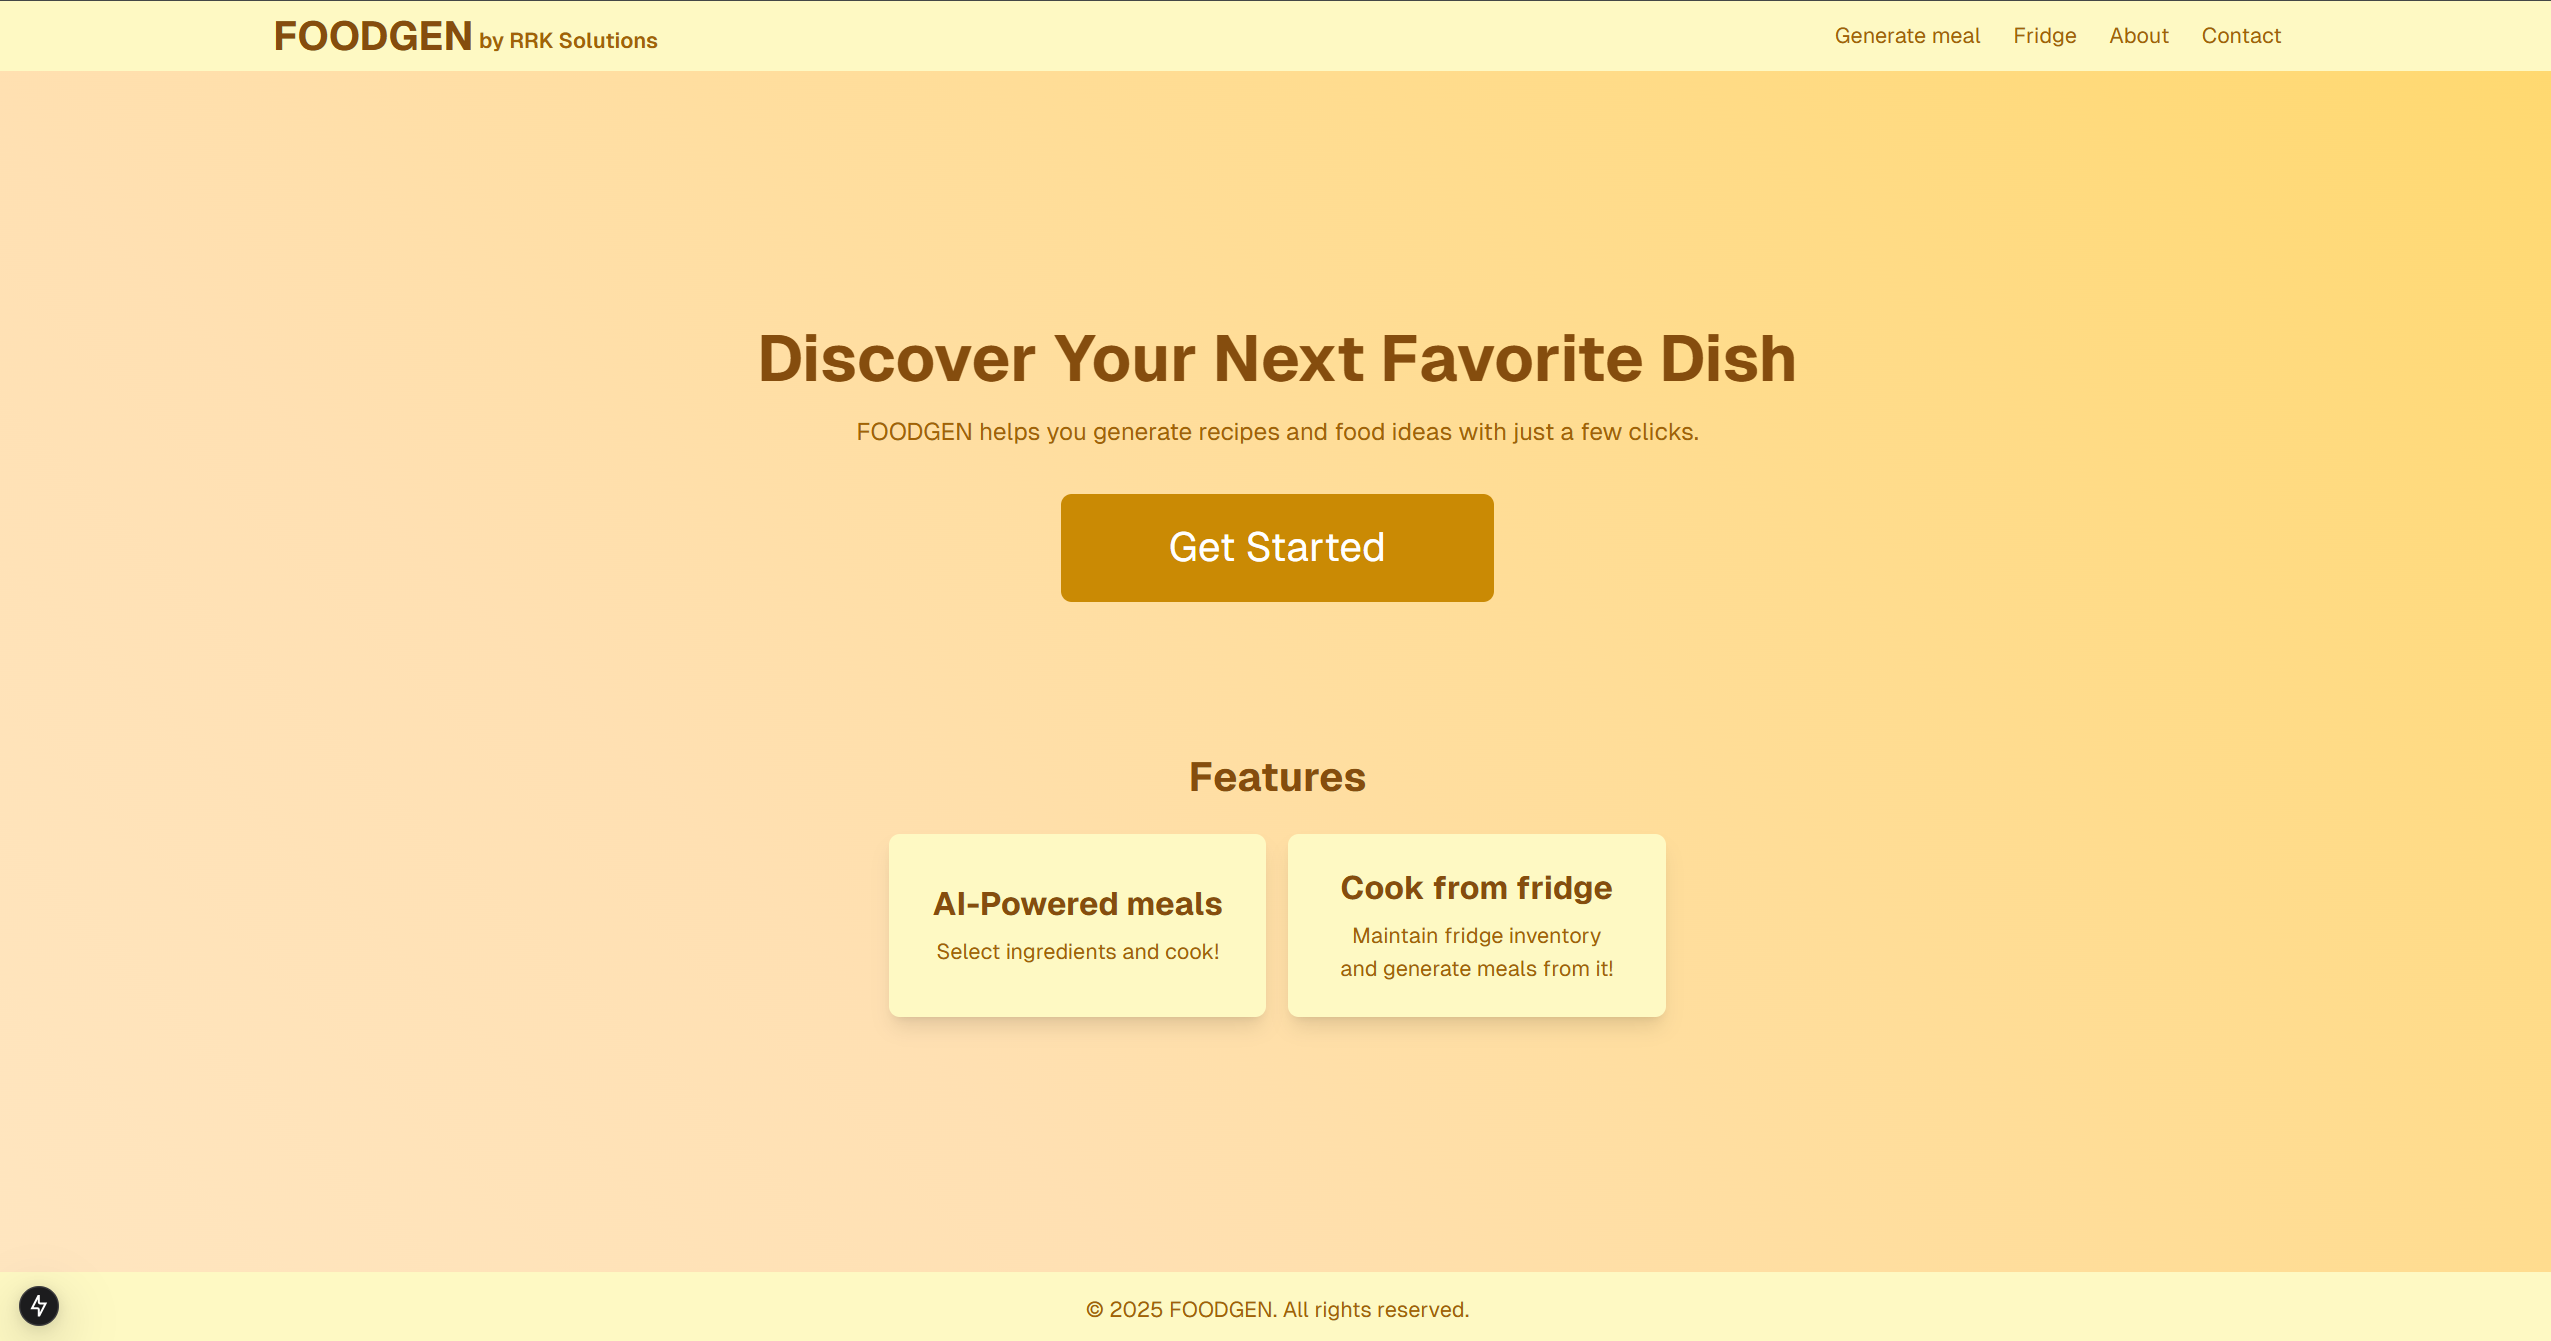 FOODGEN by RRK Solutions
Generate meal Fridge About Contact
Discover Your Next Favorite Dish
FOODGEN helps you generate recipes and food ideas with just a few clicks.
Get Started
Features
AI-Powered meals
Select ingredients and cook!
Cook from fridge
Maintain fridge inventory
and generate meals from it!
© 2025 FOODGEN. All rights reserved.